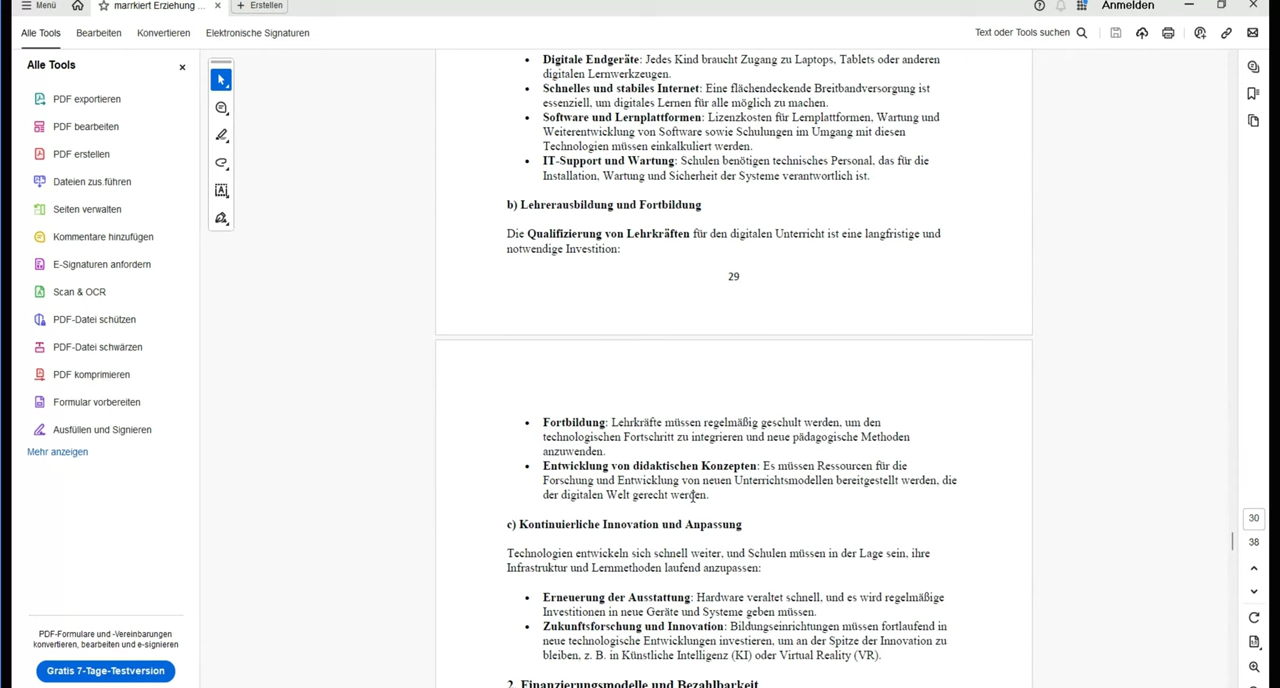 Menü
marrkiert Erziehung ...
Erstellen
Anmelden
Alle Tools
Bearbeiten
Konvertieren
Elektronische Signaturen
Text oder Tools suchen
Alle Tools
PDF exportieren
PDF bearbeiten
PDF erstellen
Dateien zus.führen
Seiten verwalten
Kommentare hinzufügen
E-Signaturen anfordern
Scan & OCR
PDF-Datei schützen
PDF-Datei schwärzen
PDF komprimieren
Formular vorbereiten
Ausfüllen und Signieren
Mehr anzeigen
PDF-Formulare und -Vereinbarungen
konvertieren, bearbeiten und e-signieren
Gratis 7-Tage-Testversion
• Digitale Endgeräte: Jedes Kind braucht Zugang zu Laptops, Tablets oder anderen
digitalen Lernwerkzeugen.
• Schnelles und stabiles Internet: Eine flächendeckende Breitbandversorgung ist
essenziell, um digitales Lernen für alle möglich zu machen.
• Software und Lernplattformen: Lizenzkosten für Lernplattformen, Wartung und
Weiterentwicklung von Software sowie Schulungen im Umgang mit diesen
Technologien müssen einkalkuliert werden.
• IT-Support und Wartung: Schulen benötigen technisches Personal, das für die
Installation, Wartung und Sicherheit der Systeme verantwortlich ist.
b) Lehrerausbildung und Fortbildung
Die Qualifizierung von Lehrkräften für den digitalen Unterricht ist eine langfristige und
notwendige Investition:
29
• Fortbildung: Lehrkräfte müssen regelmäßig geschult werden, um den
technologischen Fortschritt zu integrieren und neue pädagogische Methoden
anzuwenden.
• Entwicklung von didaktischen Konzepten: Es müssen Ressourcen für die
Forschung und Entwicklung von neuen Unterrichtsmodellen bereitgestellt werden, die
der digitalen Welt gerecht werden.
c) Kontinuierliche Innovation und Anpassung
Technologien entwickeln sich schnell weiter, und Schulen müssen in der Lage sein, ihre
Infrastruktur und Lernmethoden laufend anzupassen:
• Erneuerung der Ausstattung: Hardware veraltet schnell, und es wird regelmäßige
Investitionen in neue Geräte und Systeme geben müssen.
• Zukunftsforschung und Innovation: Bildungseinrichtungen müssen fortlaufend in
neue technologische Entwicklungen investieren, um an der Spitze der Innovation zu
bleiben, z. B. in Künstliche Intelligenz (KI) oder Virtual Reality (VR).
2. Finanzierungsmodelle und Bezahlbarkeit
30
38